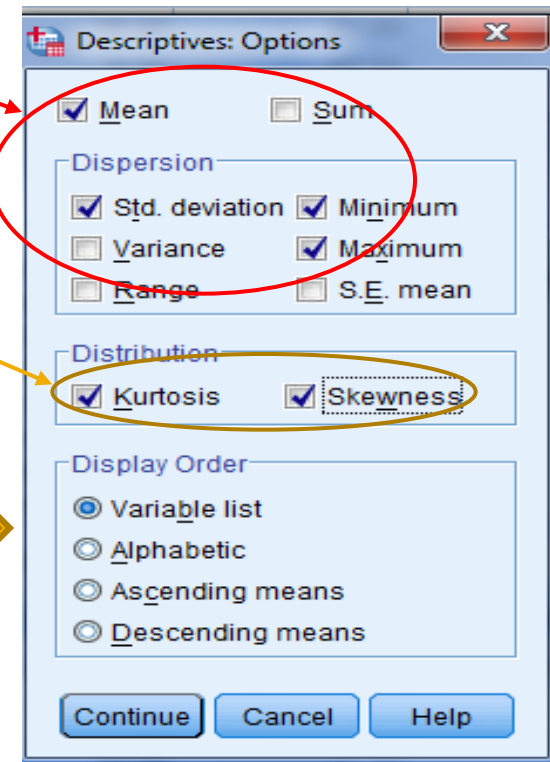 Descriptives: Options
Mean Sum
Dispersion
Std. deviation Minimum
Variance Maximum
Range S.E. mean
Distribution
Kurtosis Skewness
Display Order
Variable list
Alphabetic
Ascending means
Descending means
Continue Cancel Help